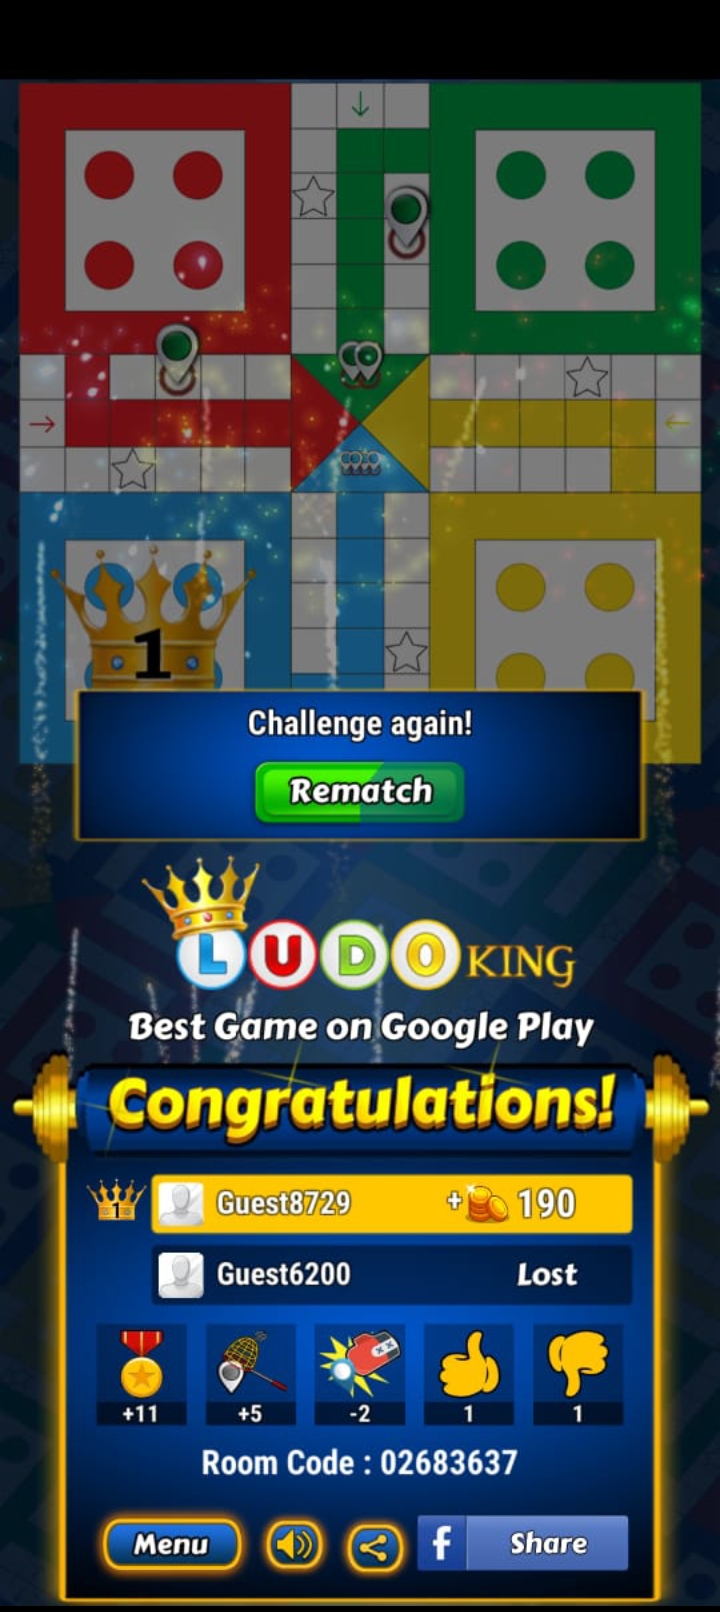 1
Challenge again!
Rematch
LUDO KING
Best Game on Google Play
Congratulations!
1 Guest8729 + 190
Guest6200 Lost
+11 +5 -2 1 1
Room Code : 02683637
Menu f Share